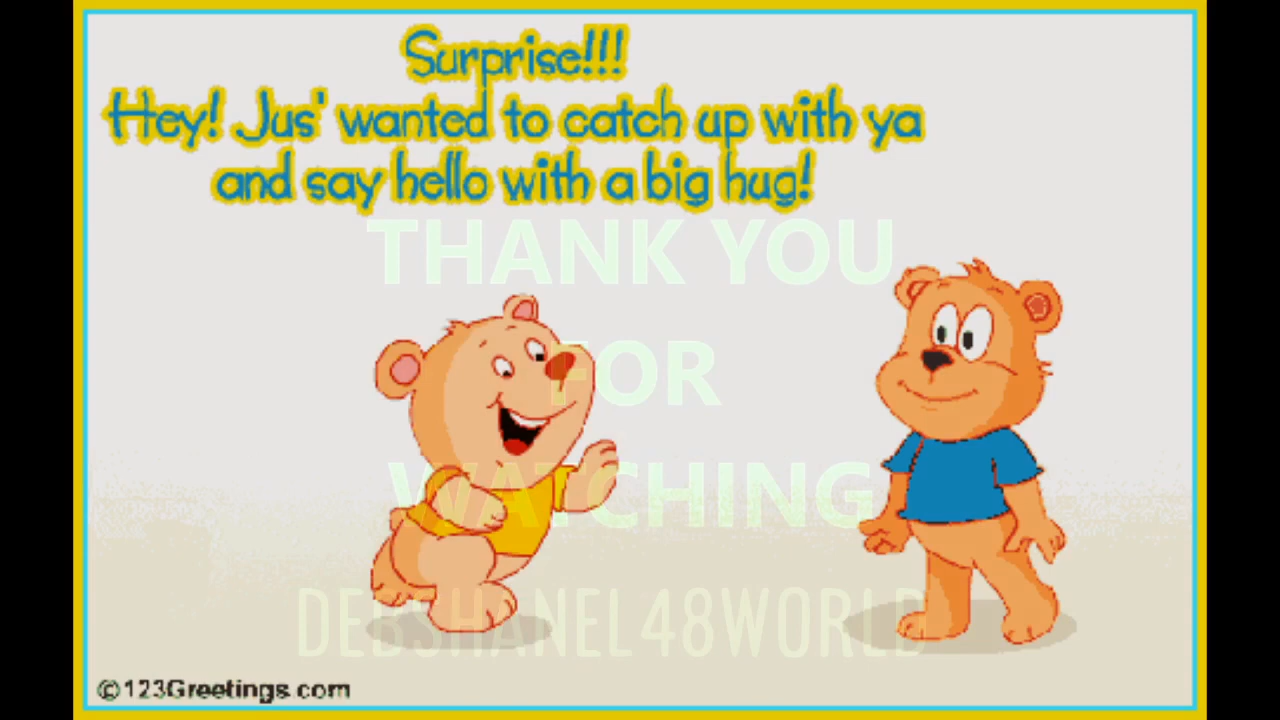 Surprise!!!
Hey! Jus' wanted to catch up with ya
and say hello with a big hug!
THANK YOU
FOR
WATCHING
DEBSHANEL48WORLD
©123Greetings.com